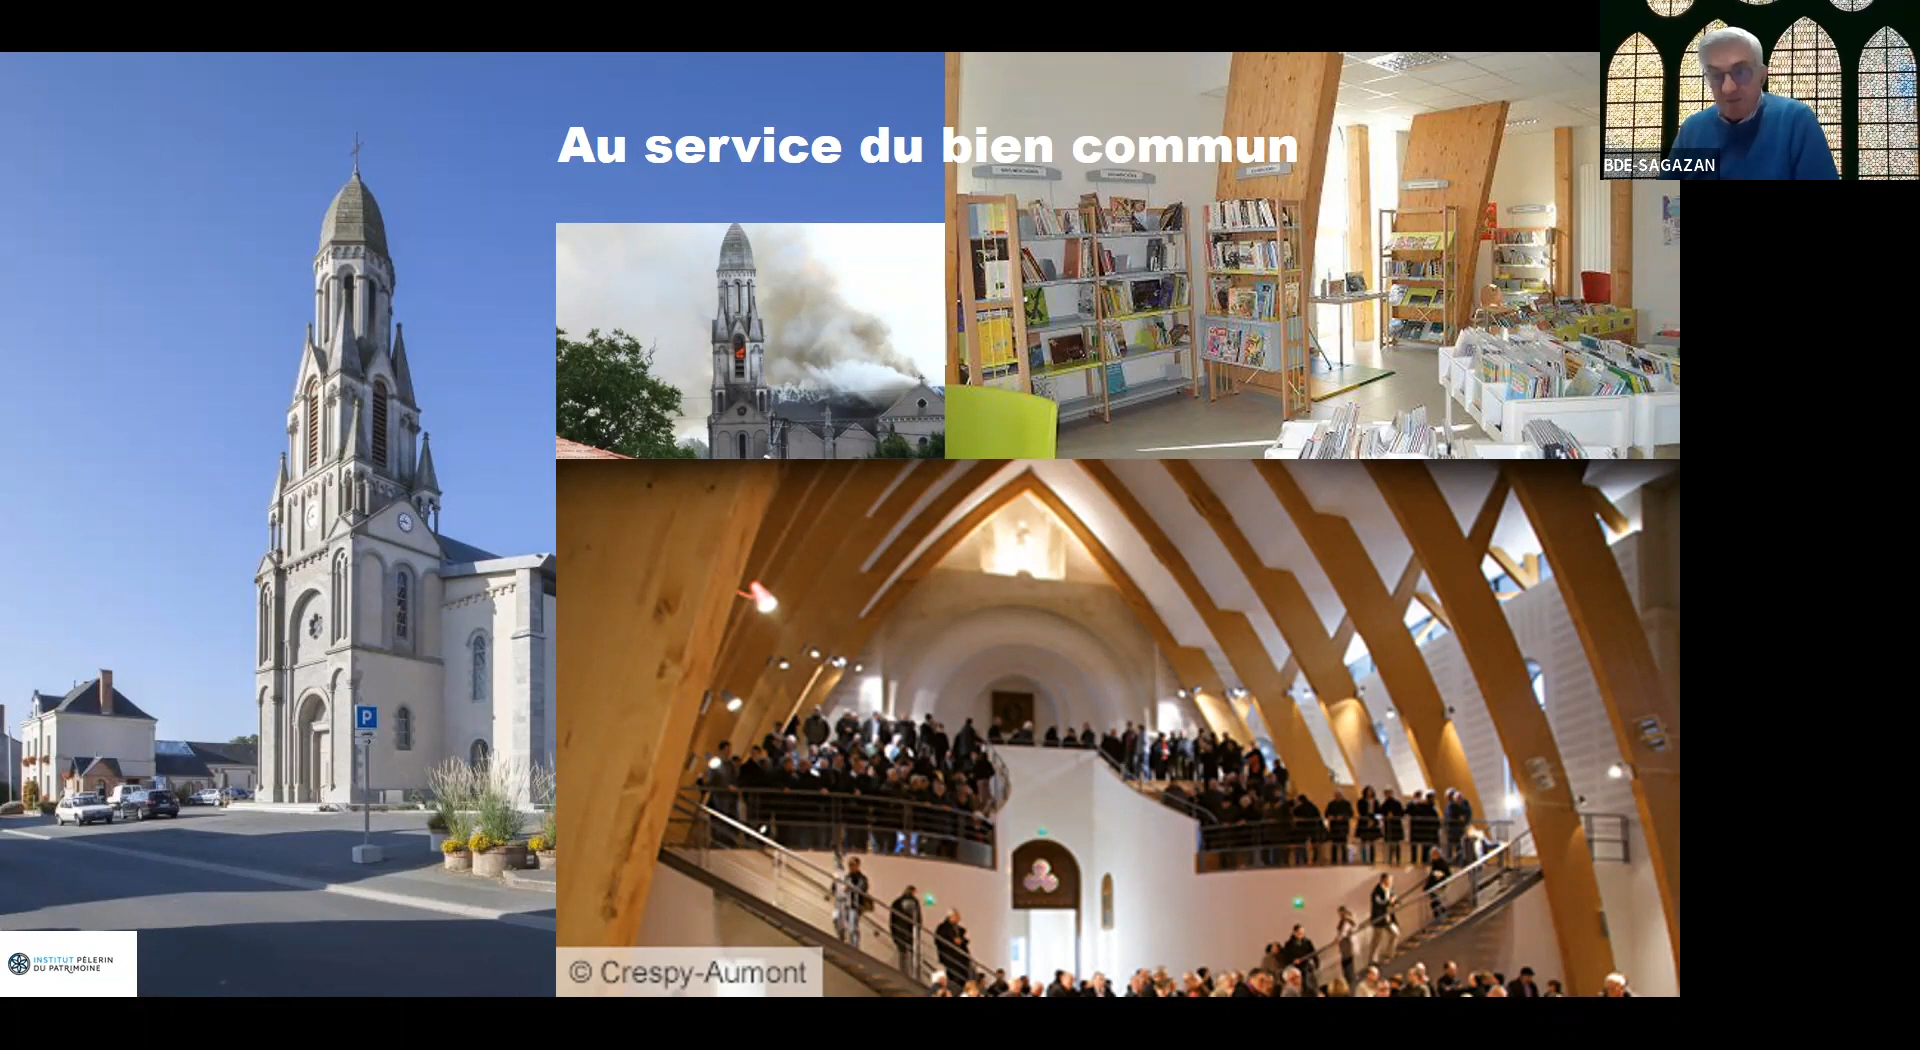 Au service du bien commun
BDE-SAGAZAN
P
INSTITUT PÈLERIN
DU PATRIMOINE
© Crespy-Aumont